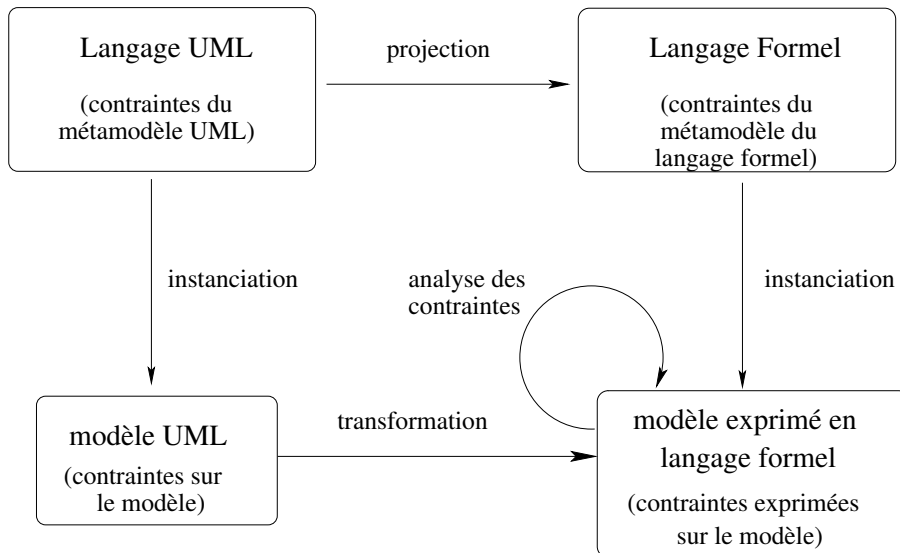 Langage UML
(contraintes du
métamodèle UML)
projection
Langage Formel
(contraintes du
métamodèle du
langage formel)
instanciation
analyse des
contraintes
instanciation
modèle UML
(contraintes sur
le modèle)
transformation
modèle exprimé en
langage formel
(contraintes exprimées
sur le modèle)